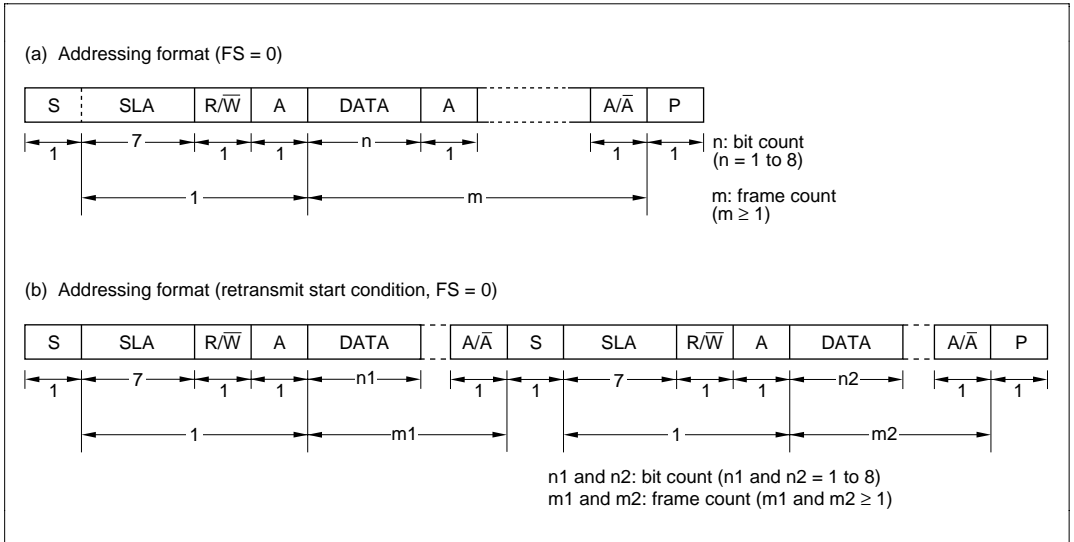 (a) Addressing format (FS = 0)
S SLA R/W̅ A DATA A A/A̅ P
1 7 1 1 n 1 1 1
n: bit count
(n = 1 to 8)
1 m
m: frame count
(m ≥ 1)
(b) Addressing format (retransmit start condition, FS = 0)
S SLA R/W̅ A DATA A/A̅ S SLA R/W̅ A DATA A/A̅ P
1 7 1 1 n1 1 1 7 1 1 n2 1 1
1 m1 1 m2
n1 and n2: bit count (n1 and n2 = 1 to 8)
m1 and m2: frame count (m1 and m2 ≥ 1)